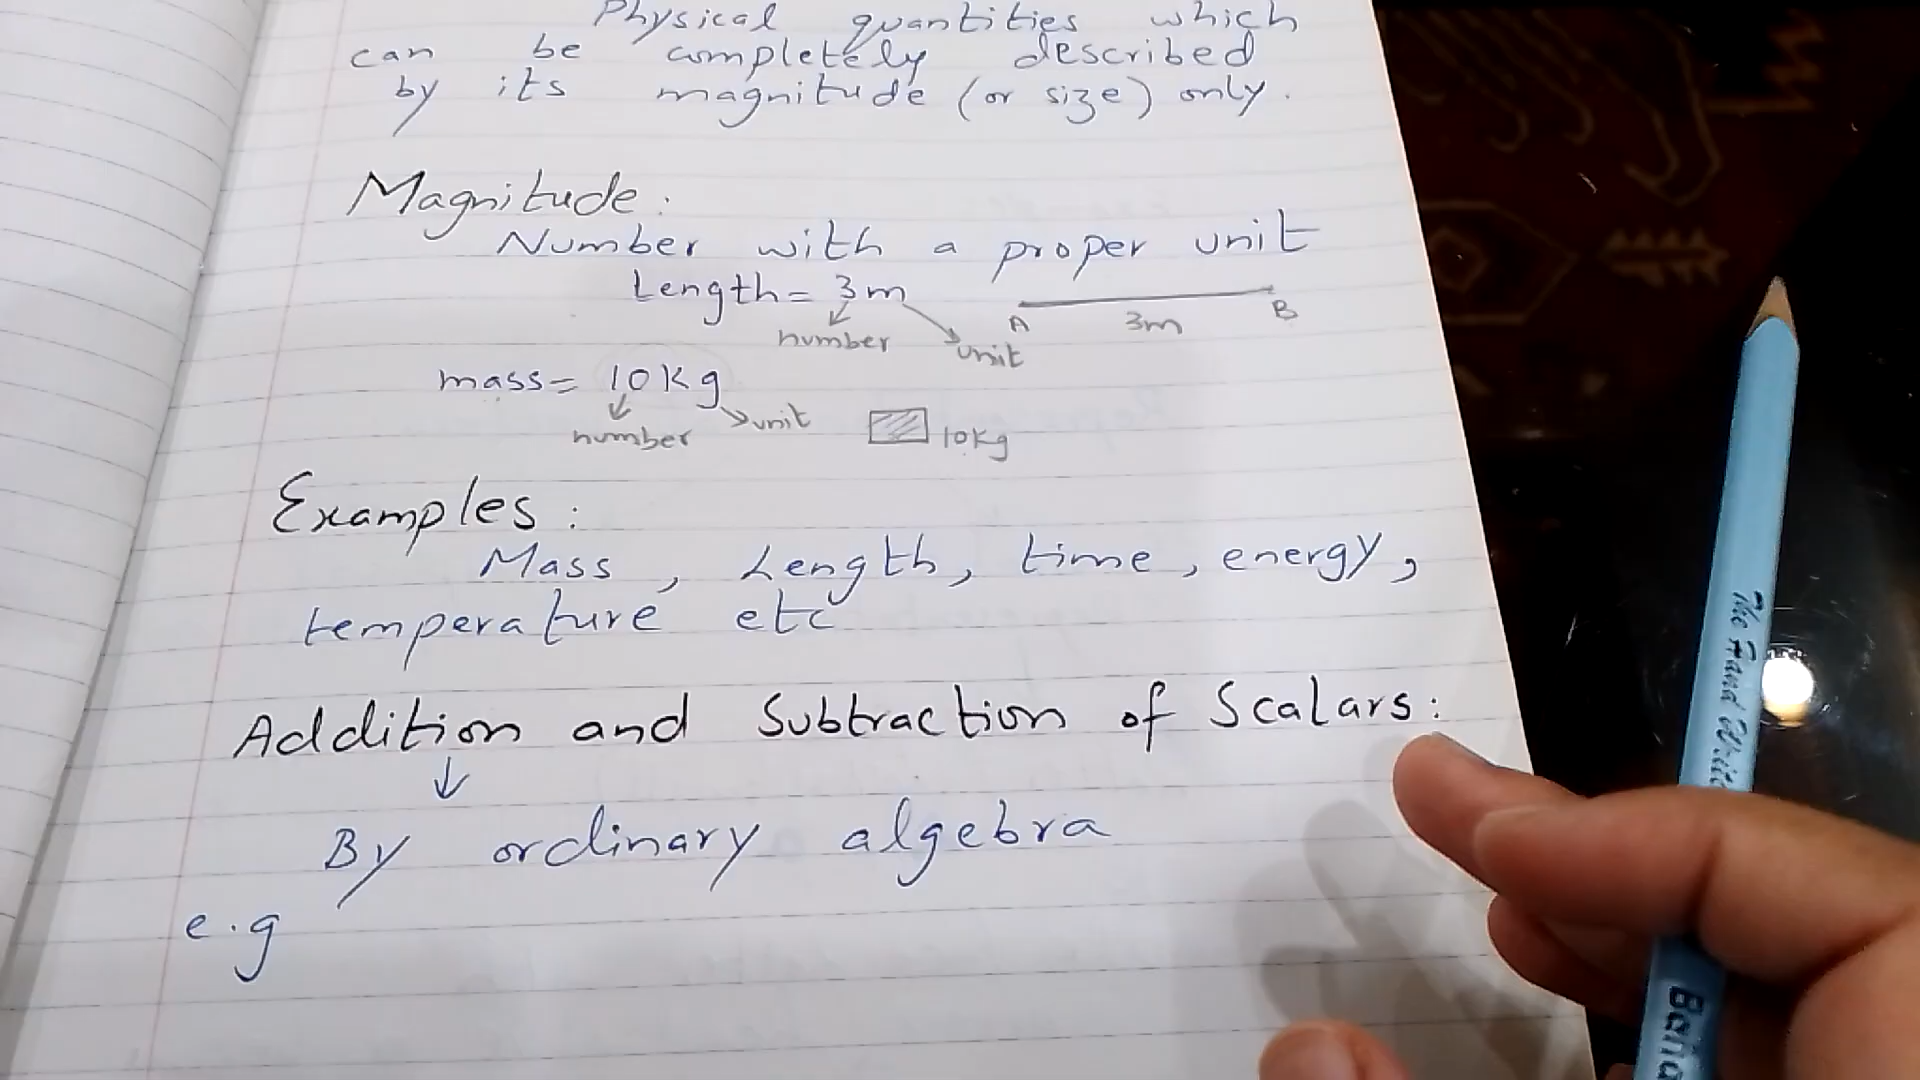 Physical quantities which
can be completely described
by its magnitude (or size) only.
Magnitude:
Number with a proper unit
Length = 3m
A 3m B
number unit
mass = 10kg
number unit
10kg
Examples:
Mass, Length, time, energy,
temperature etc
Addition and Subtraction of Scalars:
By ordinary algebra
e.g